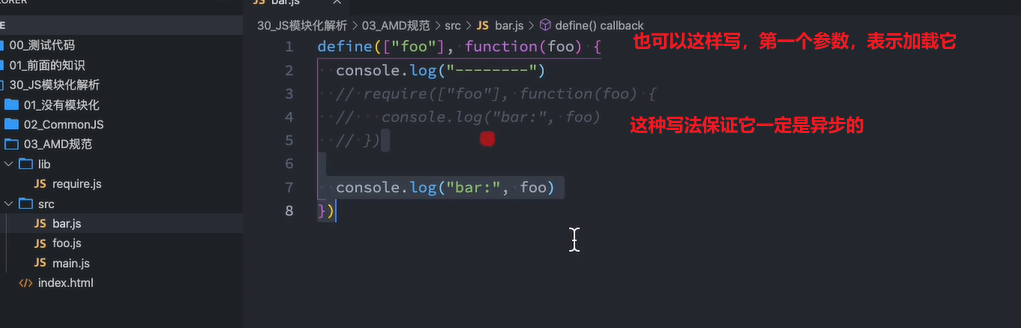 bar.js
30_JS模块化解析 > 03_AMD规范 > src > JS bar.js > define() callback
00_测试代码
01_前面的知识
30_JS模块化解析
01_没有模块化
02_CommonJS
03_AMD规范
lib
JS require.js
src
JS bar.js
JS foo.js
JS main.js
index.html
1 define(["foo"], function(foo) {
2 console.log("--------")
3 // require(["foo"], function(foo) {
4 // console.log("bar:", foo)
5 // })
6
7 console.log("bar:", foo)
8 })
也可以这样写，第一个参数，表示加载它
这种写法保证它一定是异步的